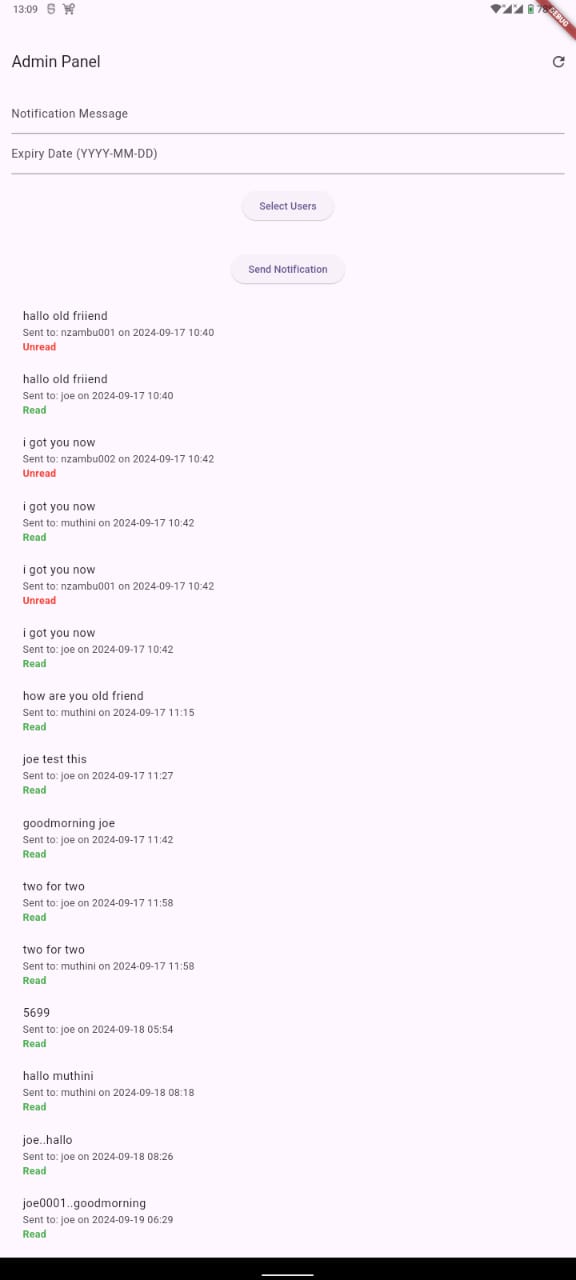 13:09
78
DEBUG
Admin Panel
Notification Message
Expiry Date (YYYY-MM-DD)
Select Users
Send Notification
hallo old friiend
Sent to: nzambu001 on 2024-09-17 10:40
Unread
hallo old friiend
Sent to: joe on 2024-09-17 10:40
Read
i got you now
Sent to: nzambu002 on 2024-09-17 10:42
Unread
i got you now
Sent to: muthini on 2024-09-17 10:42
Read
i got you now
Sent to: nzambu001 on 2024-09-17 10:42
Unread
i got you now
Sent to: joe on 2024-09-17 10:42
Read
how are you old friend
Sent to: muthini on 2024-09-17 11:15
Read
joe test this
Sent to: joe on 2024-09-17 11:27
Read
goodmorning joe
Sent to: joe on 2024-09-17 11:42
Read
two for two
Sent to: joe on 2024-09-17 11:58
Read
two for two
Sent to: muthini on 2024-09-17 11:58
Read
5699
Sent to: joe on 2024-09-18 05:54
Read
hallo muthini
Sent to: muthini on 2024-09-18 08:18
Read
joe..hallo
Sent to: joe on 2024-09-18 08:26
Read
joe0001..goodmorning
Sent to: joe on 2024-09-19 06:29
Read